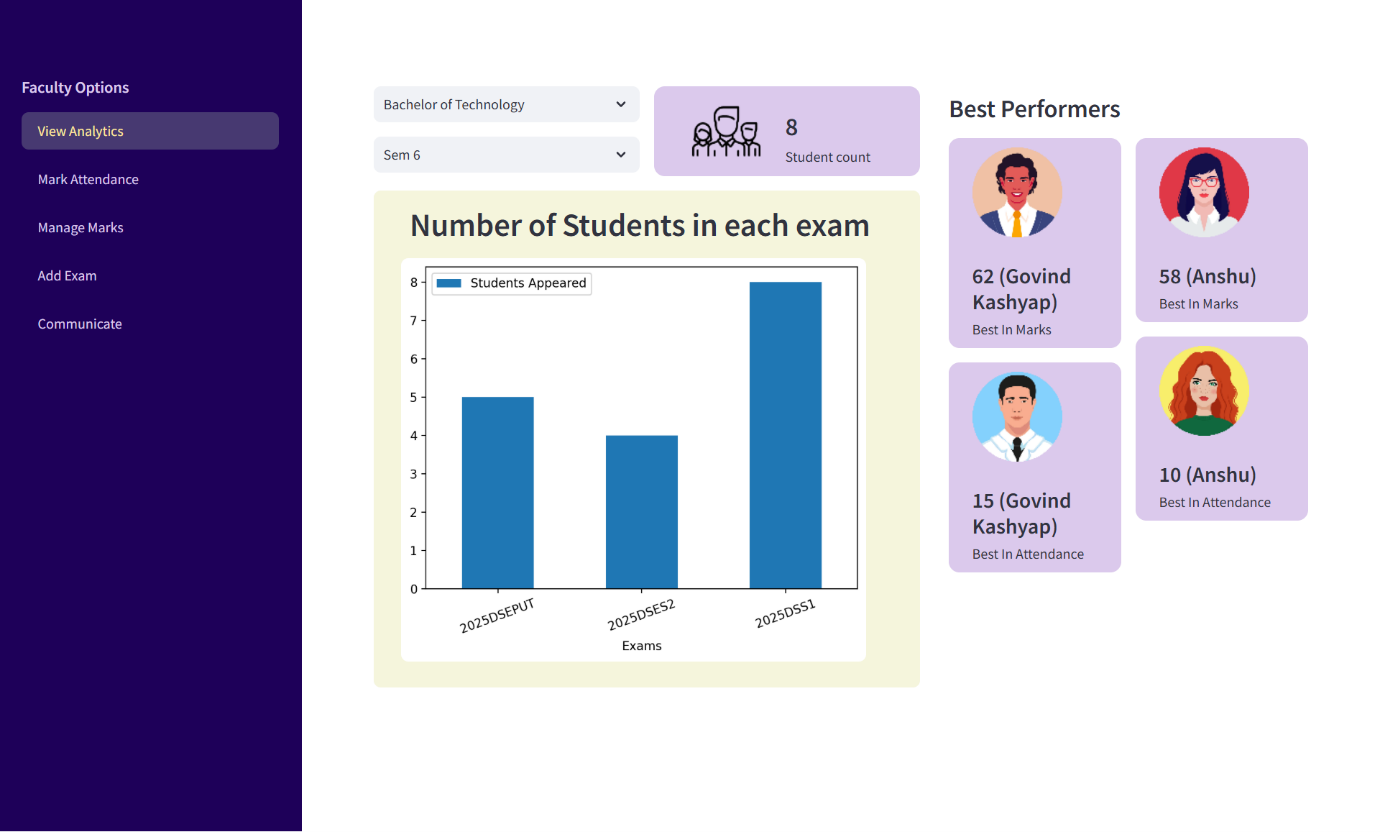 Faculty Options
View Analytics
Mark Attendance
Manage Marks
Add Exam
Communicate
Bachelor of Technology
Sem 6
8
Student count
Number of Students in each exam
Students Appeared
8
7
6
5
4
3
2
1
0
2025DSEPUT
2025DSES2
2025DSS1
Exams
Best Performers
62 (Govind
Kashyap)
Best In Marks
58 (Anshu)
Best In Marks
15 (Govind
Kashyap)
Best In Attendance
10 (Anshu)
Best In Attendance